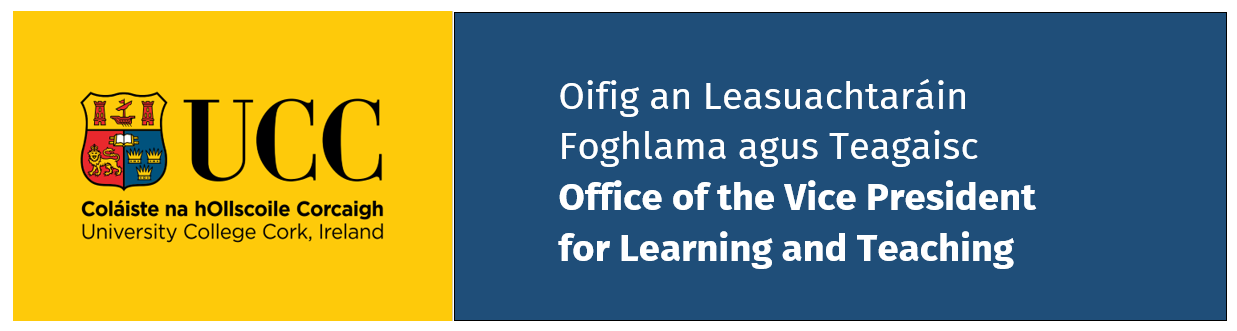 UCC
Coláiste na hOllscoile Corcaigh
University College Cork, Ireland
Oifig an Leasuachtaráin
Foghlama agus Teagaisc
Office of the Vice President
for Learning and Teaching